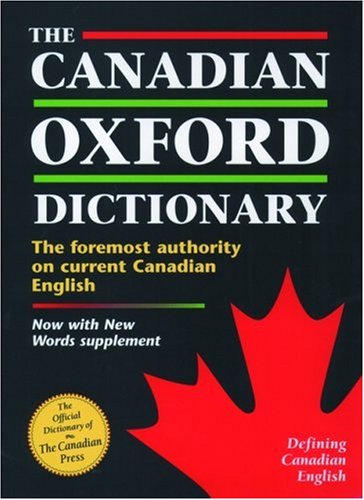 THE
CANADIAN
OXFORD
DICTIONARY
The foremost authority
on current Canadian
English
Now with New
Words supplement
The
Official
Dictionary of
The Canadian
Press
Defining
Canadian
English